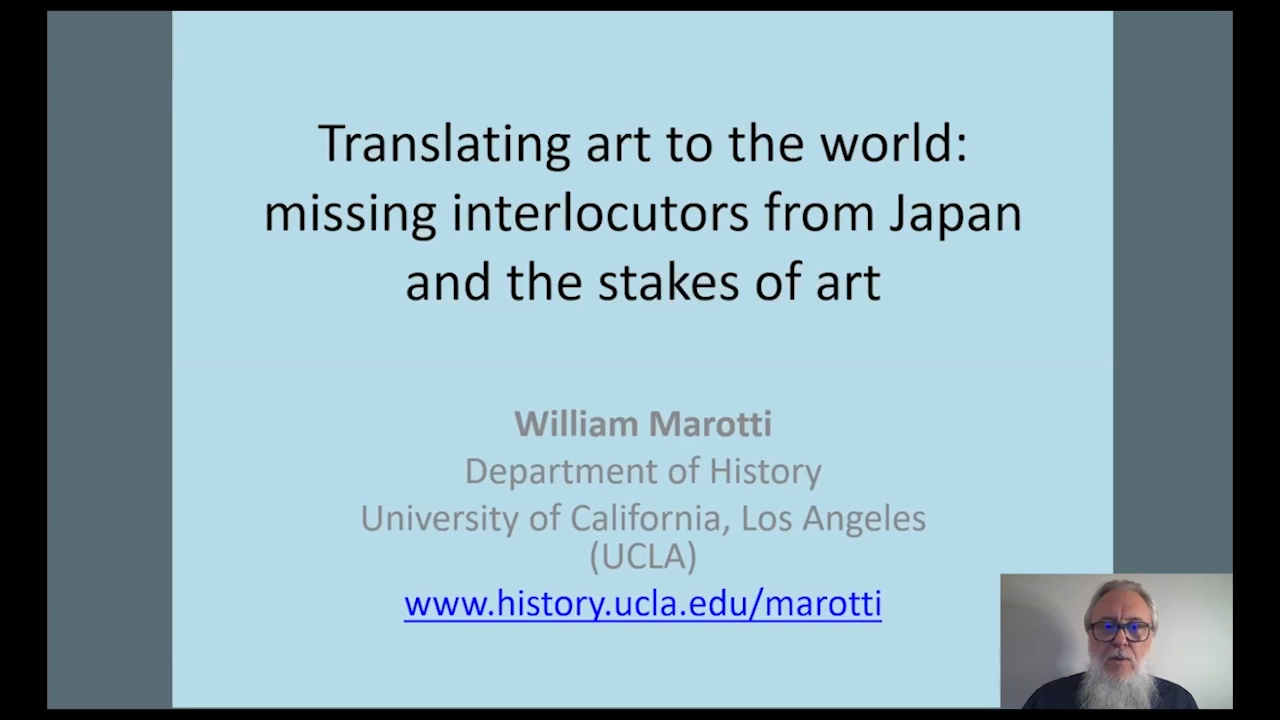 Translating art to the world:
missing interlocutors from Japan
and the stakes of art
William Marotti
Department of History
University of California, Los Angeles
(UCLA)
www.history.ucla.edu/marotti